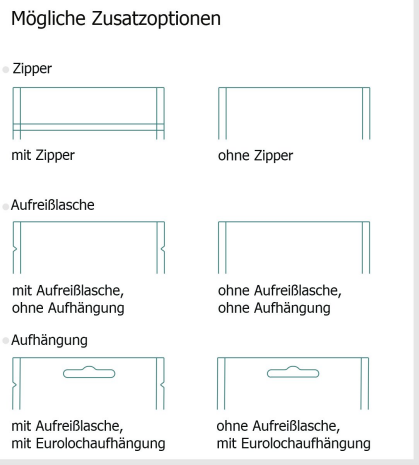 Mögliche Zusatzoptionen
Zipper
mit Zipper
ohne Zipper
Aufreißlasche
mit Aufreißlasche,
ohne Aufhängung
ohne Aufreißlasche,
ohne Aufhängung
Aufhängung
mit Aufreißlasche,
mit Eurolochaufhängung
ohne Aufreißlasche,
mit Eurolochaufhängung